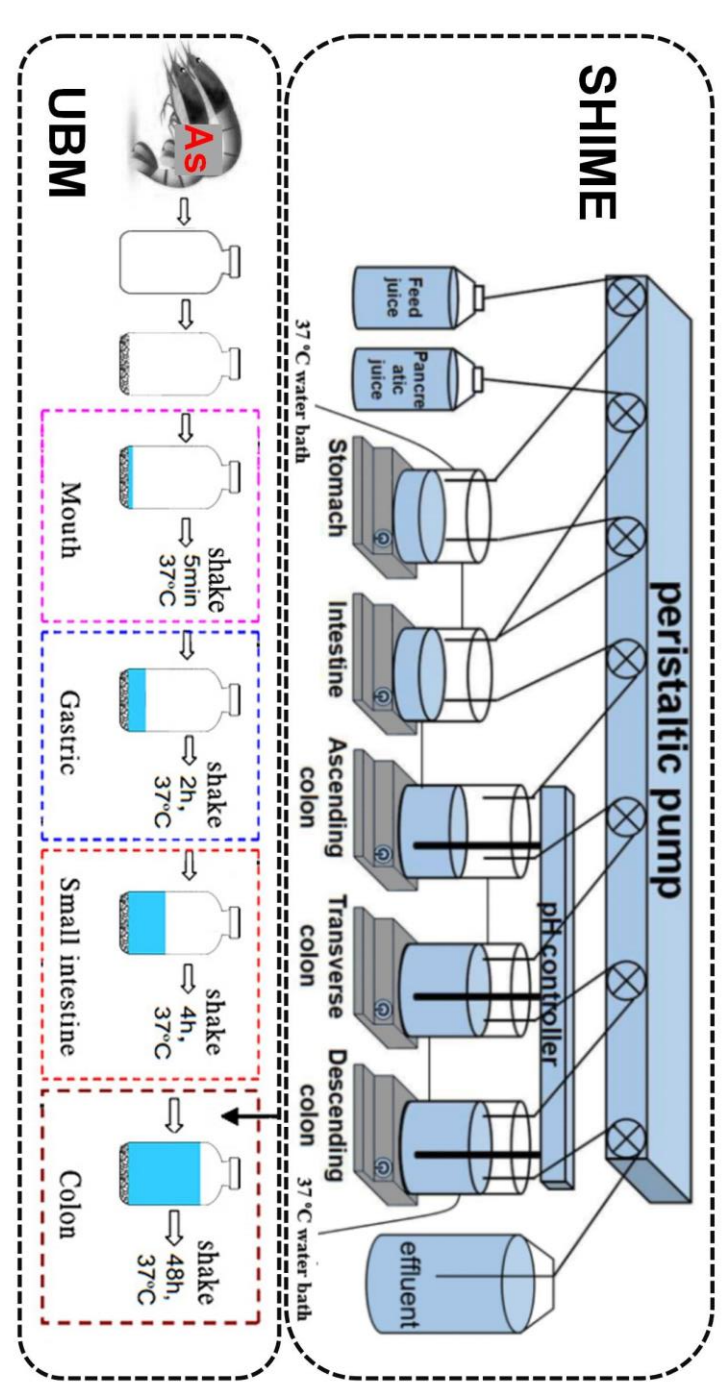 SHIME
peristaltic pump
Feed
juice
Pancre
atic
juice
pH controller
effluent
37 ℃ water bath
Stomach
Intestine
Ascending
colon
Transverse
colon
Descending
colon
37 ℃ water bath
UBM
As
shake
5min
37℃
Mouth
shake
2h,
37℃
Gastric
shake
4h,
37℃
Small intestine
shake
48h,
37℃
Colon